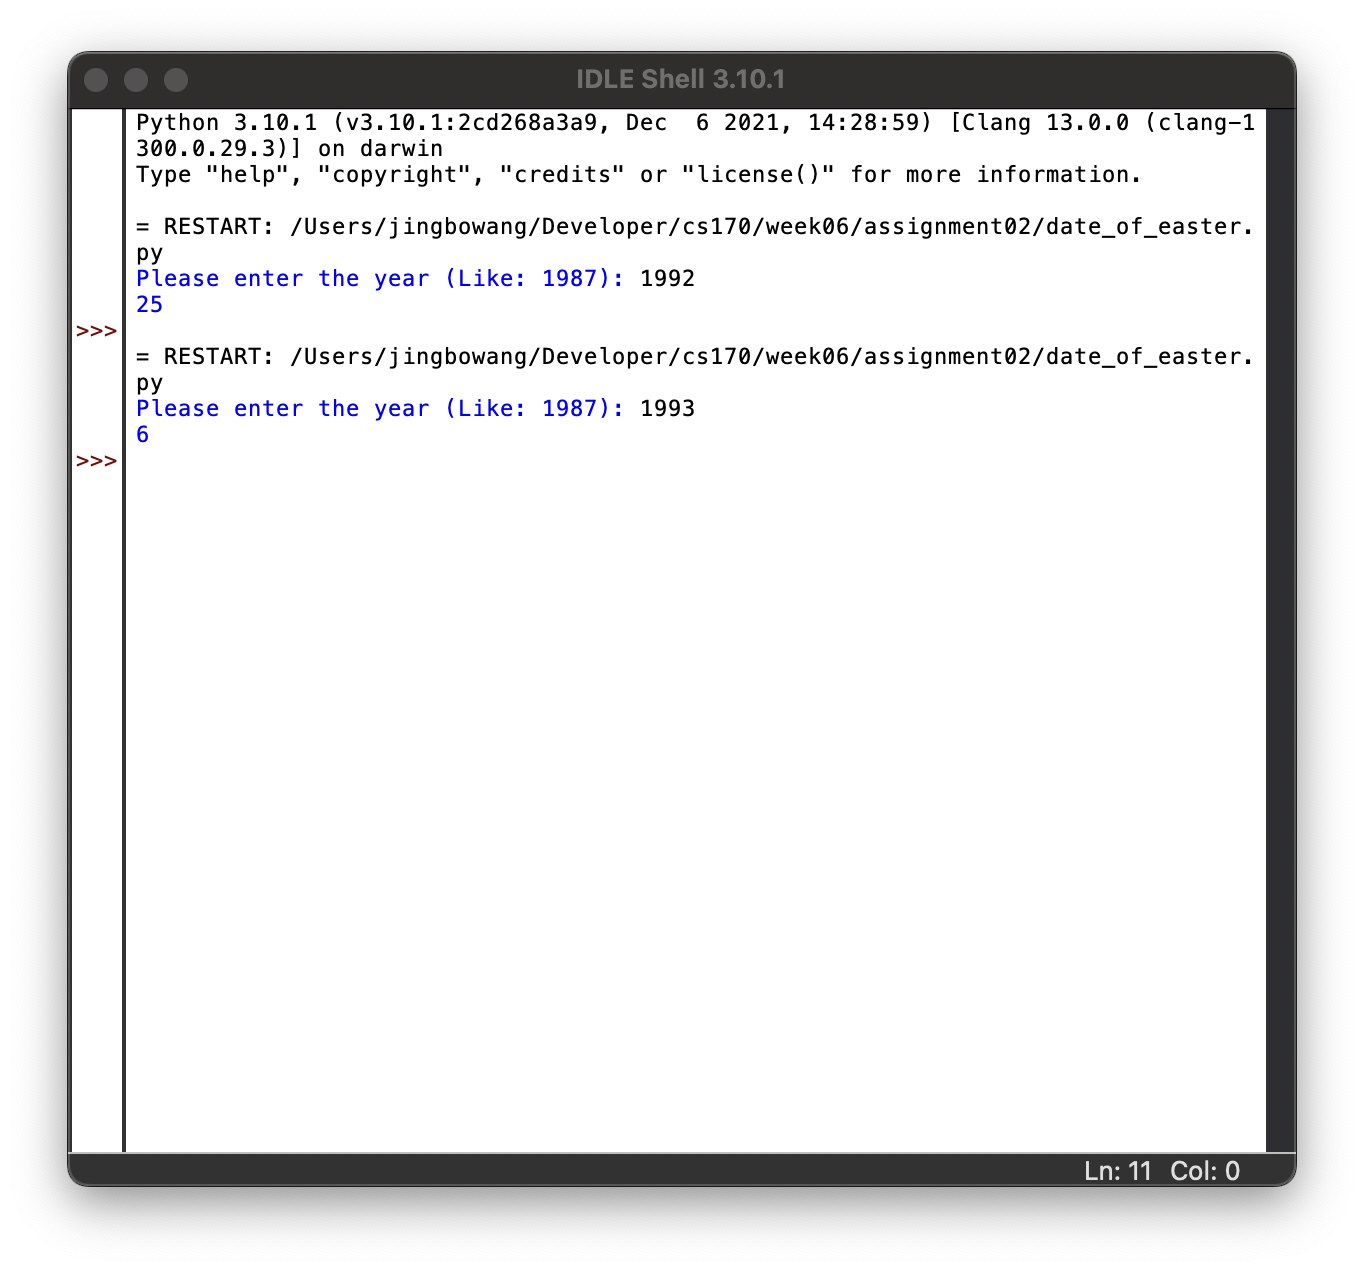 IDLE Shell 3.10.1
Python 3.10.1 (v3.10.1:2cd268a3a9, Dec  6 2021, 14:28:59) [Clang 13.0.0 (clang-1
300.0.29.3)] on darwin
Type "help", "copyright", "credits" or "license()" for more information.
= RESTART: /Users/jingbowang/Developer/cs170/week06/assignment02/date_of_easter.
py
Please enter the year (Like: 1987): 1992
25
>>>
= RESTART: /Users/jingbowang/Developer/cs170/week06/assignment02/date_of_easter.
py
Please enter the year (Like: 1987): 1993
6
>>>
Ln: 11 Col: 0